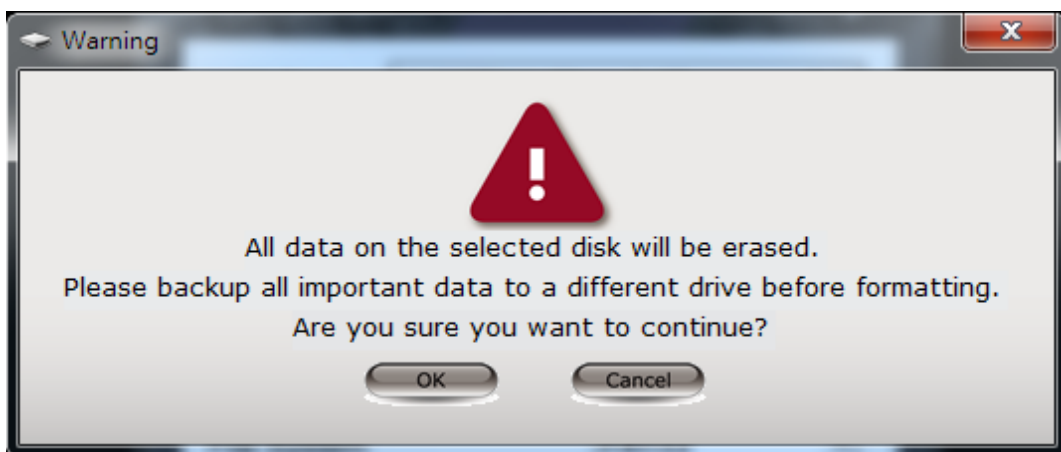 Warning
All data on the selected disk will be erased.
Please backup all important data to a different drive before formatting.
Are you sure you want to continue?
OK Cancel